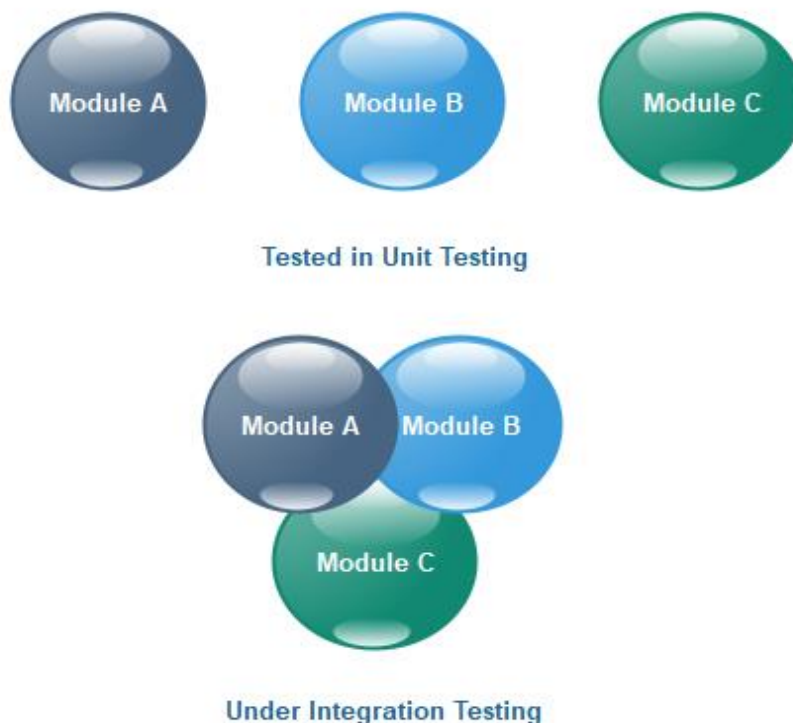 Module A
Module B
Module C
Tested in Unit Testing
Module A
Module B
Module C
Under Integration Testing